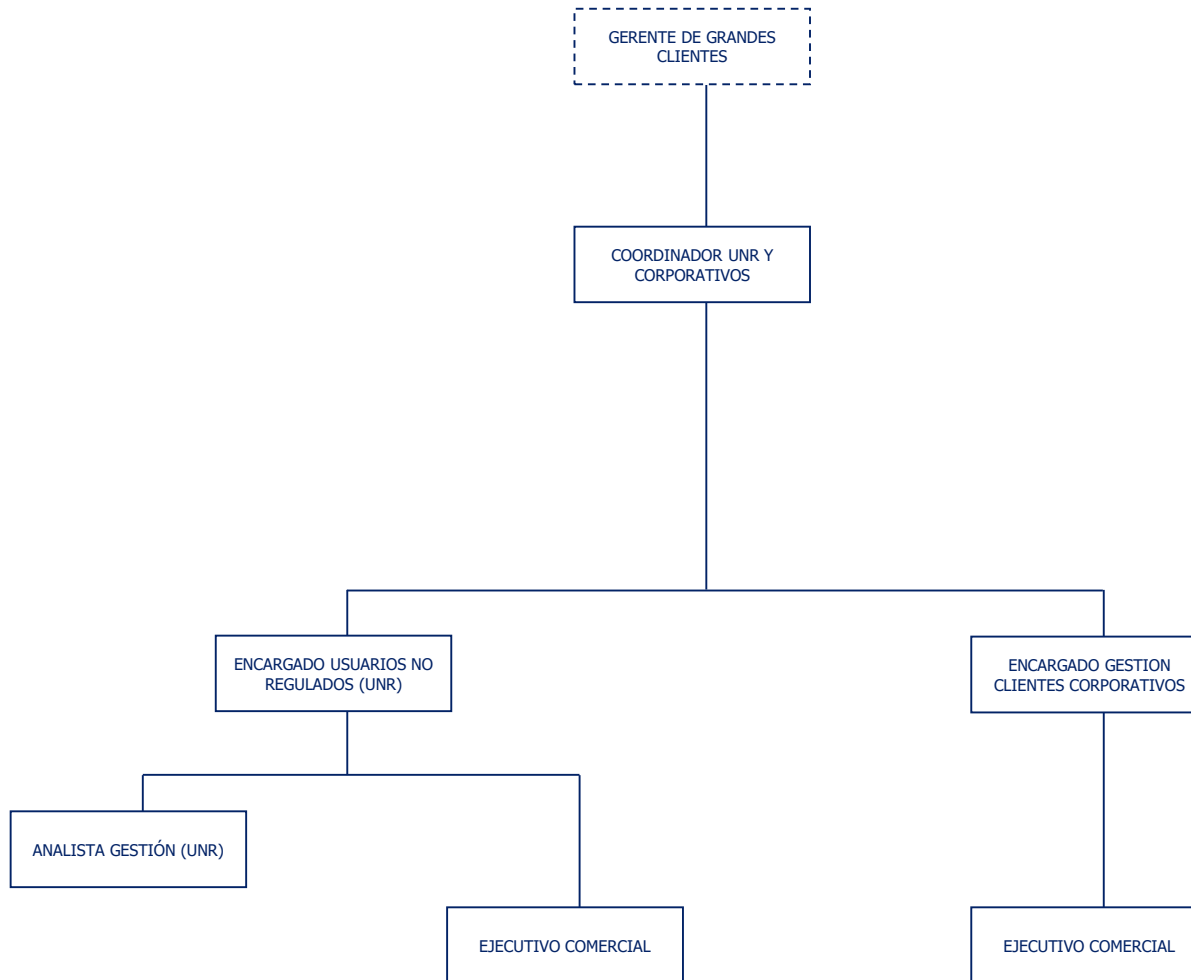 GERENTE DE GRANDES
CLIENTES
COORDINADOR UNR Y
CORPORATIVOS
ENCARGADO USUARIOS NO
REGULADOS (UNR)
ENCARGADO GESTION
CLIENTES CORPORATIVOS
ANALISTA GESTIÓN (UNR)
EJECUTIVO COMERCIAL
EJECUTIVO COMERCIAL